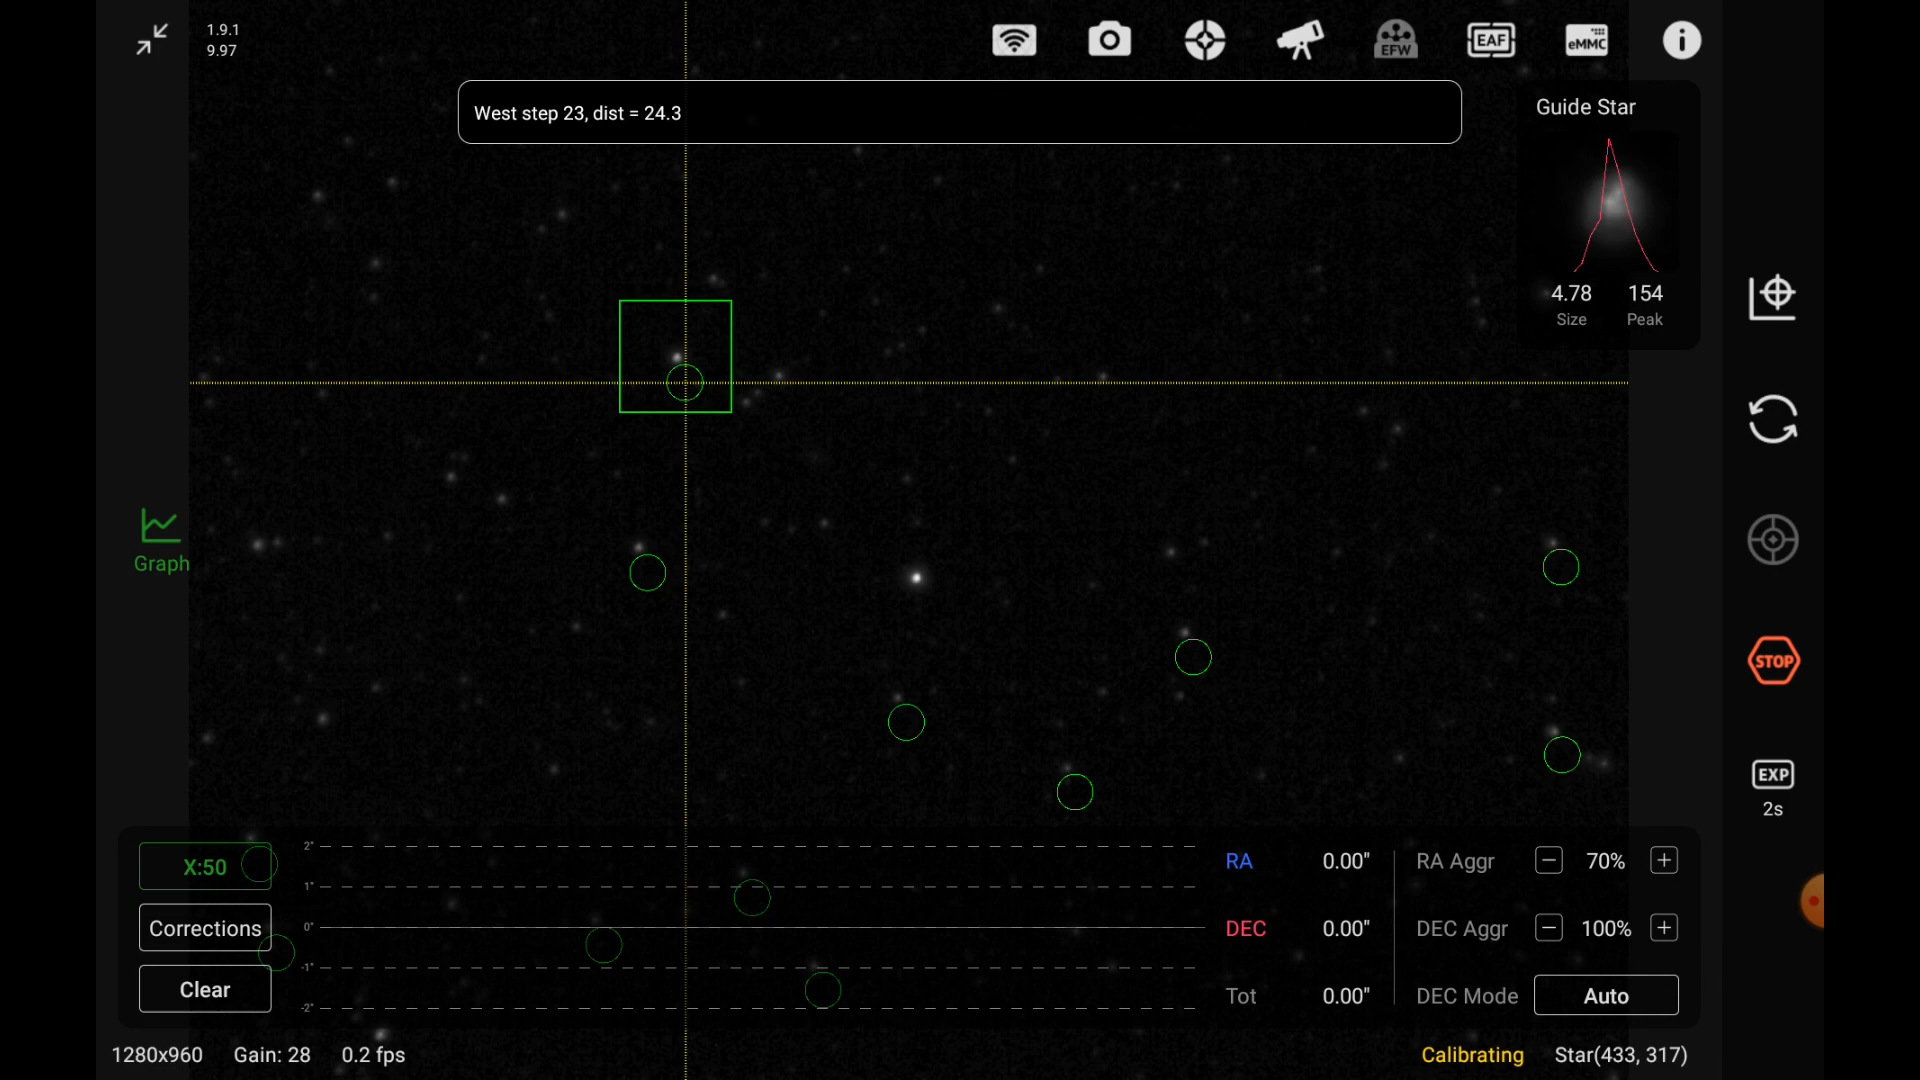 1.9.1
9.97
EFW
EAF
eMMC
West step 23, dist = 24.3
Guide Star
4.78
154
Size
Peak
Graph
STOP
EXP
2s
X:50
Corrections
Clear
2"
1"
0"
-1"
-2"
RA
0.00"
DEC
0.00"
Tot
0.00"
RA Aggr
70%
DEC Aggr
100%
DEC Mode
Auto
1280x960
Gain: 28
0.2 fps
Calibrating
Star(433, 317)